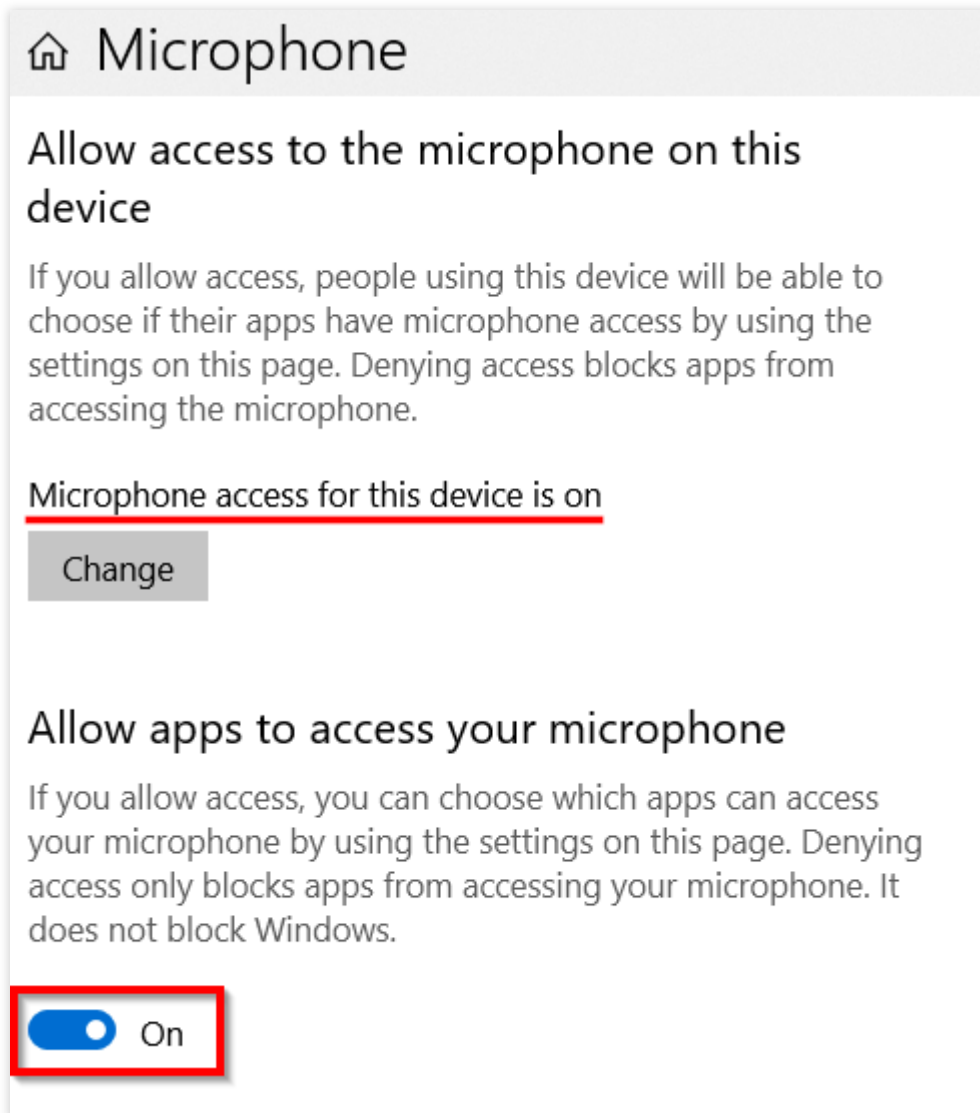 Microphone
Allow access to the microphone on this
device
If you allow access, people using this device will be able to
choose if their apps have microphone access by using the
settings on this page. Denying access blocks apps from
accessing the microphone.
Microphone access for this device is on
Change
Allow apps to access your microphone
If you allow access, you can choose which apps can access
your microphone by using the settings on this page. Denying
access only blocks apps from accessing your microphone. It
does not block Windows.
On